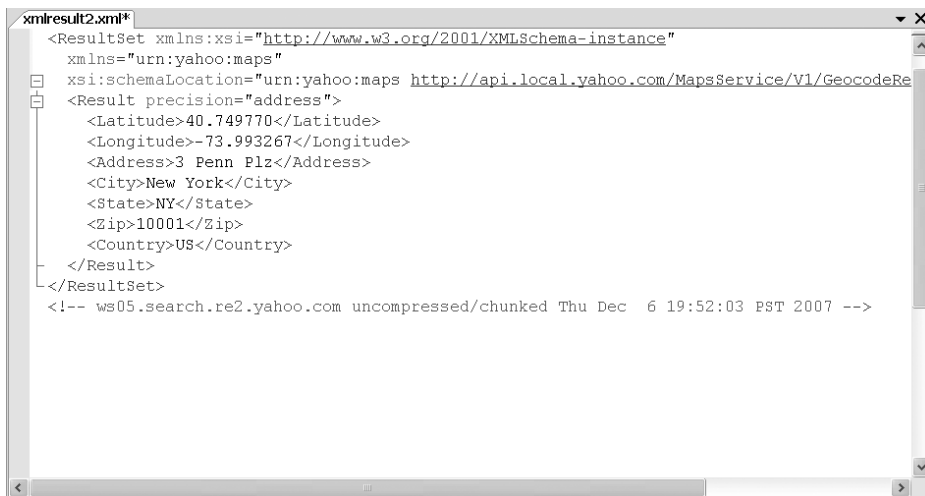 xmlresult2.xml*
<ResultSet xmlns:xsi="http://www.w3.org/2001/XMLSchema-instance"
xmlns="urn:yahoo:maps"
xsi:schemaLocation="urn:yahoo:maps http://api.local.yahoo.com/MapsService/V1/GeocodeRe
<Result precision="address">
<Latitude>40.749770</Latitude>
<Longitude>-73.993267</Longitude>
<Address>3 Penn Plz</Address>
<City>New York</City>
<State>NY</State>
<Zip>10001</Zip>
<Country>US</Country>
</Result>
</ResultSet>
<!-- ws05.search.re2.yahoo.com uncompressed/chunked Thu Dec  6 19:52:03 PST 2007 -->